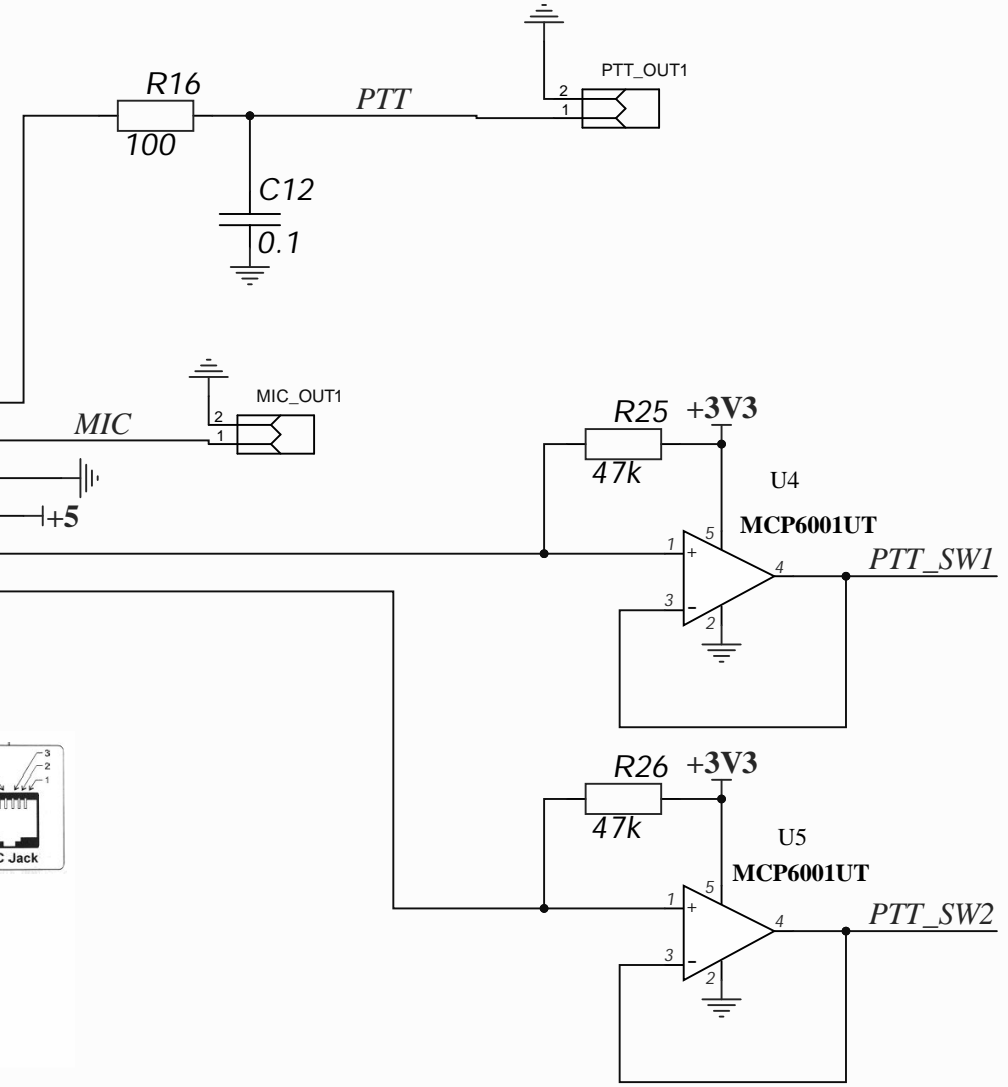 PTT_OUT1
R16
PTT
2
1
100
C12
0.1
MIC_OUT1
MIC
2
1
R25
+3V3
47k
U4
+5
MCP6001UT
5
1
+
PTT_SW1
4
3
-
2
3
2
1
C Jack
R26
+3V3
47k
U5
MCP6001UT
5
1
+
PTT_SW2
4
3
-
2